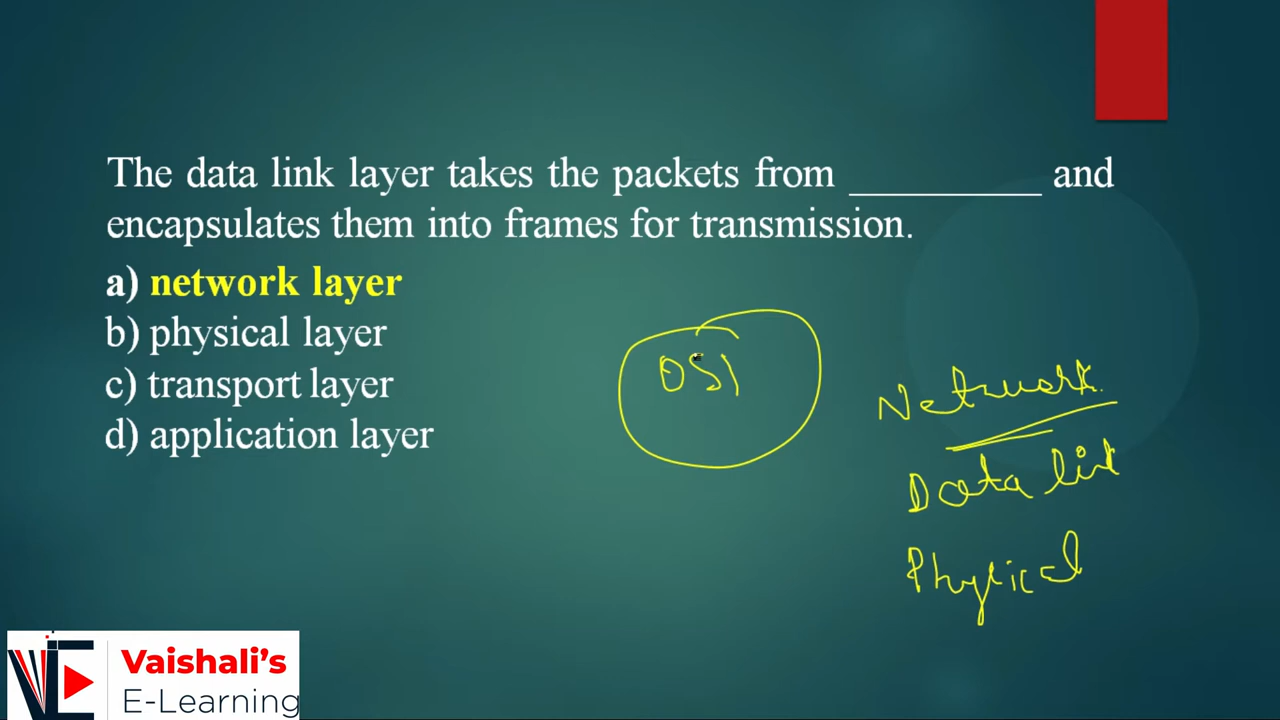 The data link layer takes the packets from __________ and
encapsulates them into frames for transmission.
a) network layer
b) physical layer
c) transport layer
d) application layer
OSI
Network
Data link
Physical
Vaishali's
E-Learning